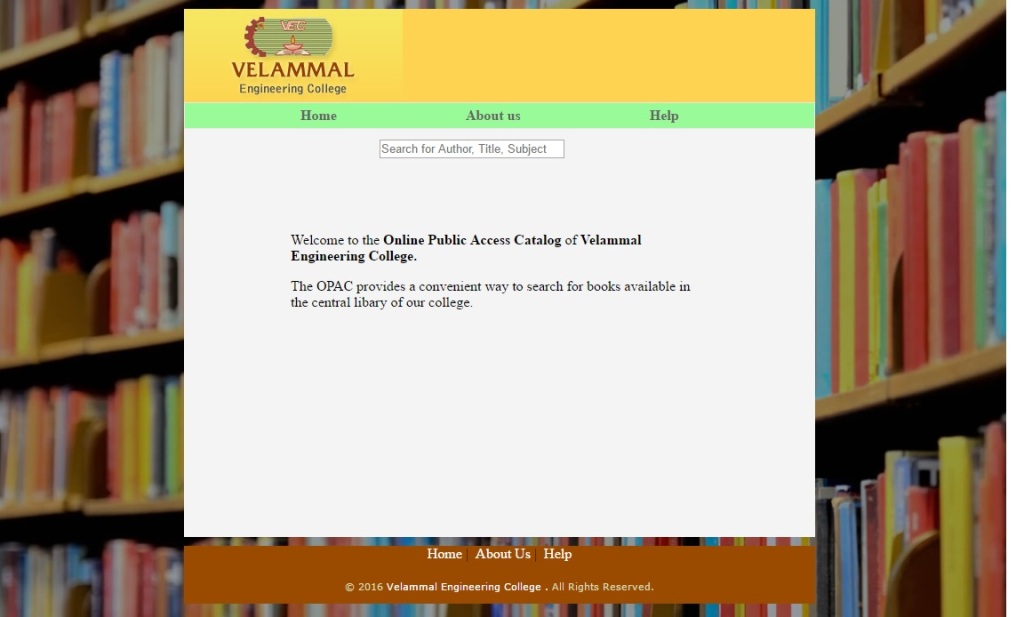 VEC
VELAMMAL
Engineering College
Home About us Help
Search for Author, Title, Subject
Welcome to the Online Public Access Catalog of Velammal
Engineering College.
The OPAC provides a convenient way to search for books available in
the central libary of our college.
Home | About Us | Help
© 2016 Velammal Engineering College . All Rights Reserved.